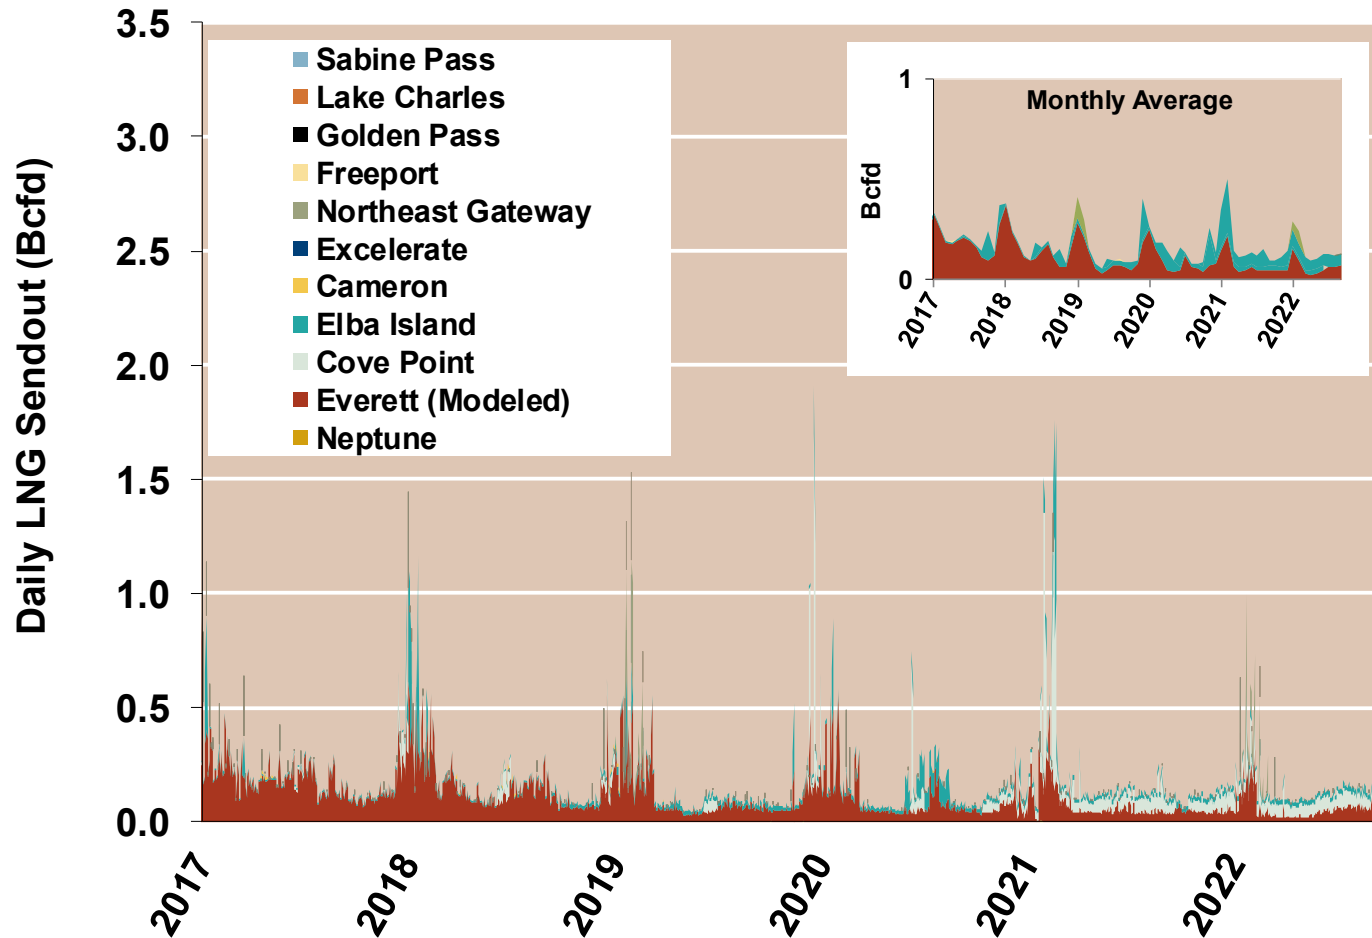 Daily LNG Sendout (Bcfd)
3.5
3.0
2.5
2.0
1.5
1.0
0.5
0.0
Sabine Pass
Lake Charles
Golden Pass
Freeport
Northeast Gateway
Excelerate
Cameron
Elba Island
Cove Point
Everett (Modeled)
Neptune
Monthly Average
Bcfd
1
0
2017
2018
2019
2020
2021
2022
2017
2018
2019
2020
2021
2022